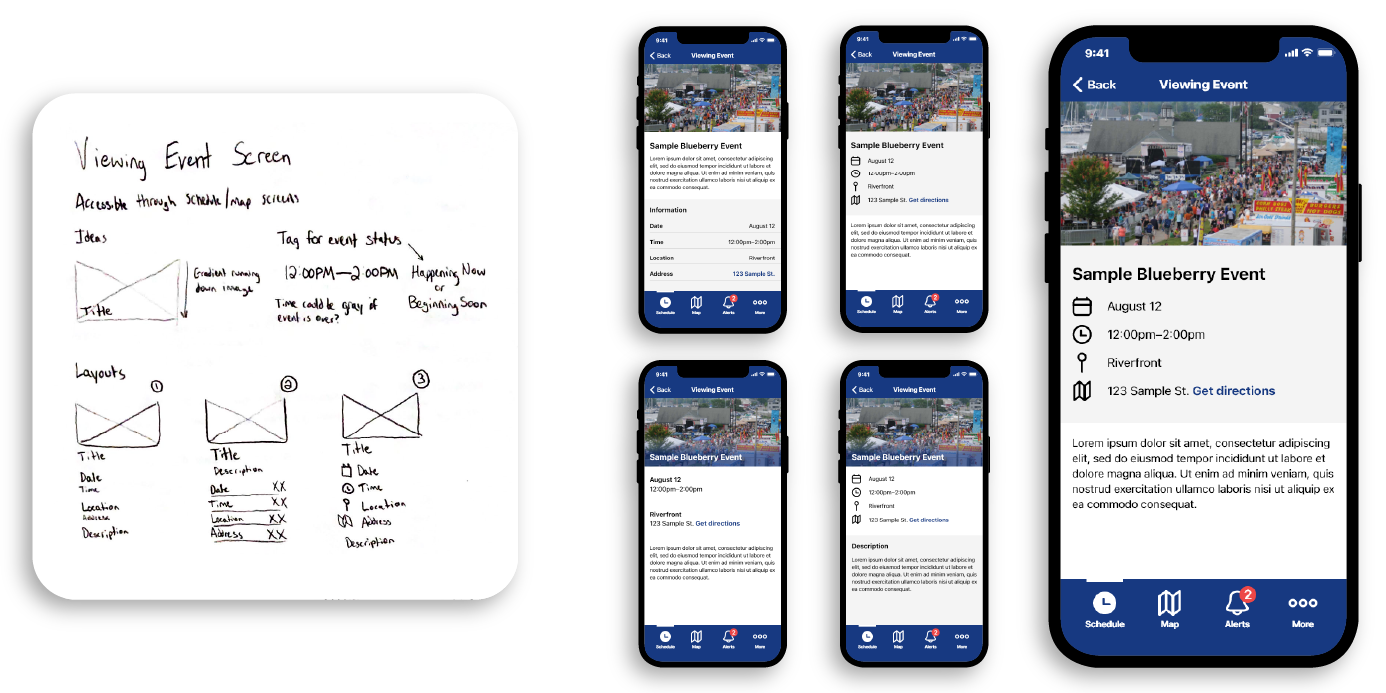 Viewing Event Screen
Accessible through schedule/map screens
Ideas
Title
Gradient running
down image
Tag for event status
12:00PM—2:00PM
Happening Now
or
Beginning Soon
Time could be gray if
event is over?
Layouts
1
Title
Date
Time
Location
Address
Description
2
Title
Description
Date XX
Time XX
Location XX
Address XX
3
Title
Date
Time
Location
Address
Description
9:41
Back Viewing Event
Sample Blueberry Event
Lorem ipsum dolor sit amet, consectetur adipiscing
elit, sed do eiusmod tempor incididunt ut labore et
dolore magna aliqua. Ut enim ad minim veniam, quis
nostrud exercitation ullamco laboris nisi ut aliquip ex
ea commodo consequat.
Information
Date August 12
Time 12:00pm–2:00pm
Location Riverfront
Address 123 Sample St.
2
Schedule Map Alerts More
9:41
Back Viewing Event
Sample Blueberry Event
August 12
12:00pm–2:00pm
Riverfront
123 Sample St. Get directions
Lorem ipsum dolor sit amet, consectetur adipiscing
elit, sed do eiusmod tempor incididunt ut labore et
dolore magna aliqua. Ut enim ad minim veniam, quis
nostrud exercitation ullamco laboris nisi ut aliquip ex
ea commodo consequat.
2
Schedule Map Alerts More
9:41
Back Viewing Event
Sample Blueberry Event
August 12
12:00pm–2:00pm
Riverfront
123 Sample St. Get directions
Lorem ipsum dolor sit amet, consectetur adipiscing
elit, sed do eiusmod tempor incididunt ut labore et
dolore magna aliqua. Ut enim ad minim veniam, quis
nostrud exercitation ullamco laboris nisi ut aliquip ex
ea commodo consequat.
2
Schedule Map Alerts More
9:41
Back Viewing Event
Sample Blueberry Event
August 12
12:00pm–2:00pm
Riverfront
123 Sample St. Get directions
Description
Lorem ipsum dolor sit amet, consectetur adipiscing
elit, sed do eiusmod tempor incididunt ut labore et
dolore magna aliqua. Ut enim ad minim veniam, quis
nostrud exercitation ullamco laboris nisi ut aliquip ex
ea commodo consequat.
2
Schedule Map Alerts More
9:41
Back Viewing Event
Sample Blueberry Event
August 12
12:00pm–2:00pm
Riverfront
123 Sample St. Get directions
Lorem ipsum dolor sit amet, consectetur adipiscing
elit, sed do eiusmod tempor incididunt ut labore et
dolore magna aliqua. Ut enim ad minim veniam, quis
nostrud exercitation ullamco laboris nisi ut aliquip ex
ea commodo consequat.
2
Schedule Map Alerts More